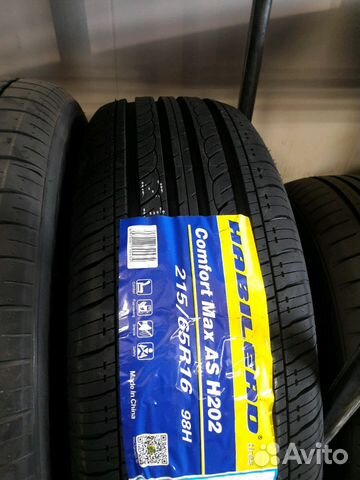 HABILEAD®
Comfort Max AS H202
215/65R16 98H
Made in China
Avito